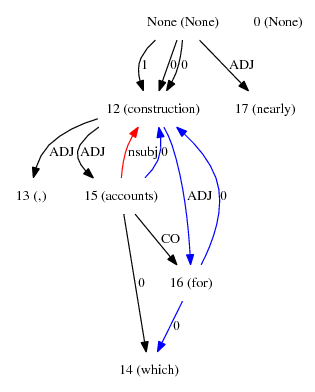 None (None) 0 (None)
1 0 0 ADJ
12 (construction) 17 (nearly)
ADJ ADJ nsubj 0
13 (,) 15 (accounts) ADJ 0
CO
0 16 (for)
0
14 (which)